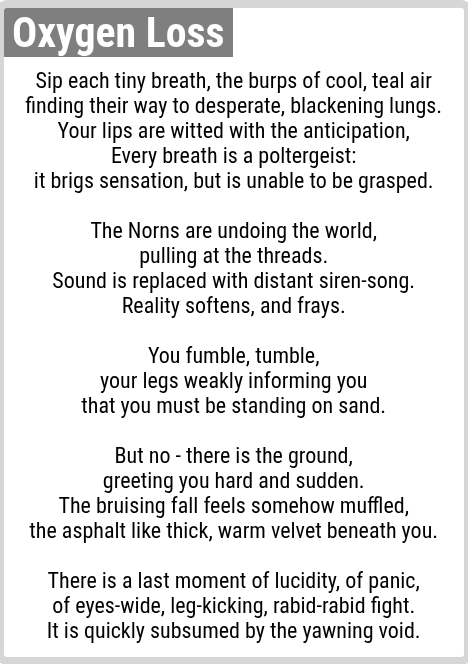 Oxygen Loss
Sip each tiny breath, the burps of cool, teal air
finding their way to desperate, blackening lungs.
Your lips are witted with the anticipation,
Every breath is a poltergeist:
it brigs sensation, but is unable to be grasped.
The Norns are undoing the world,
pulling at the threads.
Sound is replaced with distant siren-song.
Reality softens, and frays.
You fumble, tumble,
your legs weakly informing you
that you must be standing on sand.
But no - there is the ground,
greeting you hard and sudden.
The bruising fall feels somehow muffled,
the asphalt like thick, warm velvet beneath you.
There is a last moment of lucidity, of panic,
of eyes-wide, leg-kicking, rabid-rabid fight.
It is quickly subsumed by the yawning void.